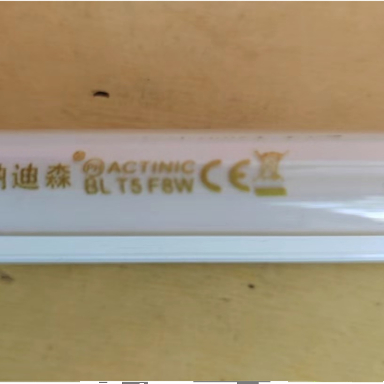 迪森 ACTINIC
BL T5 F8W CE